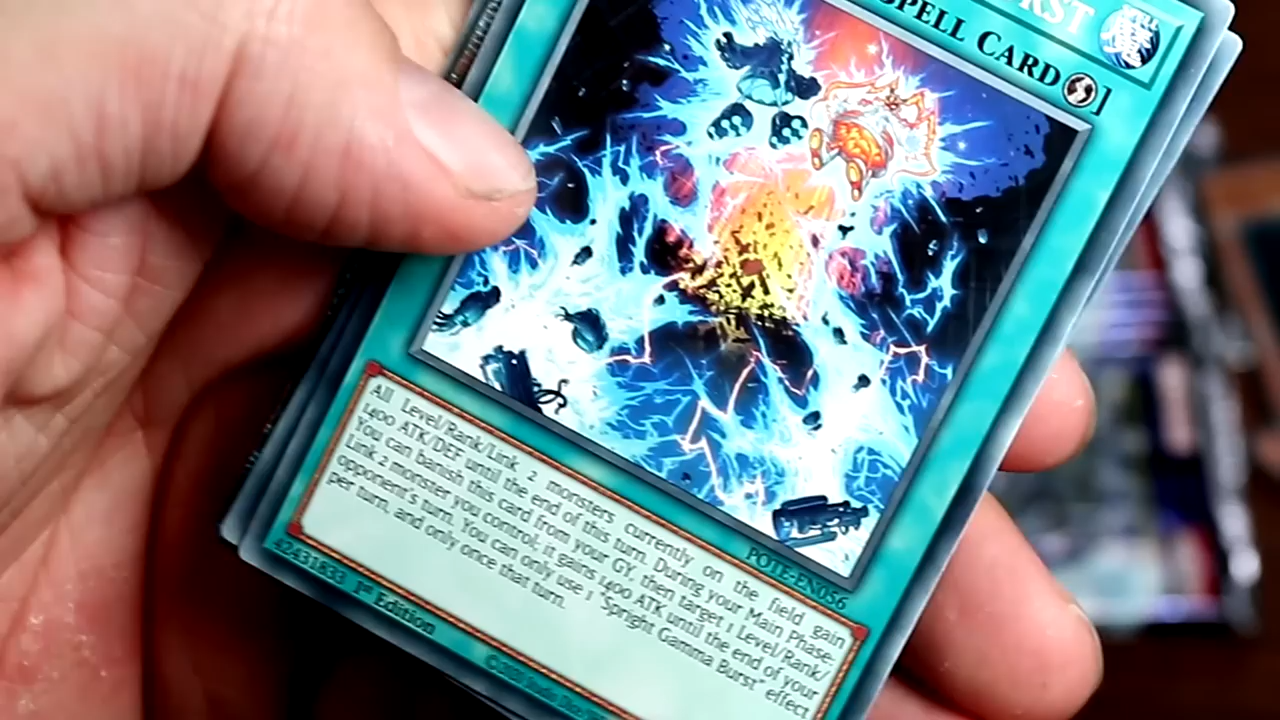 RST
SPELL CARD
POTE-EN056
All Level/Rank/Link 2 monsters currently on the field gain
1400 ATK/DEF until the end of this turn. During your Main Phase:
You can banish this card from your GY, then target 1 Level/Rank/
Link 2 monster you control; it gains 1400 ATK until the end of your
opponent's turn. You can only use 1 "Spright Gamma Burst" effect
per turn, and only once that turn.
42431833 1st Edition